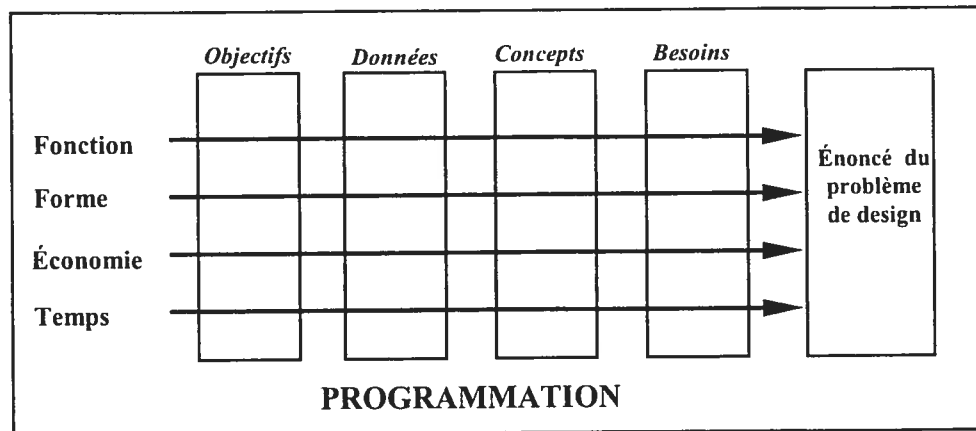 Objectifs Données Concepts Besoins
Fonction
Forme
Économie
Temps
Énoncé du
problème
de design
PROGRAMMATION